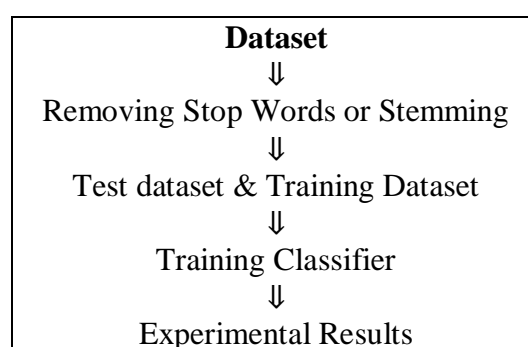 Dataset
⇓
Removing Stop Words or Stemming
⇓
Test dataset & Training Dataset
⇓
Training Classifier
⇓
Experimental Results